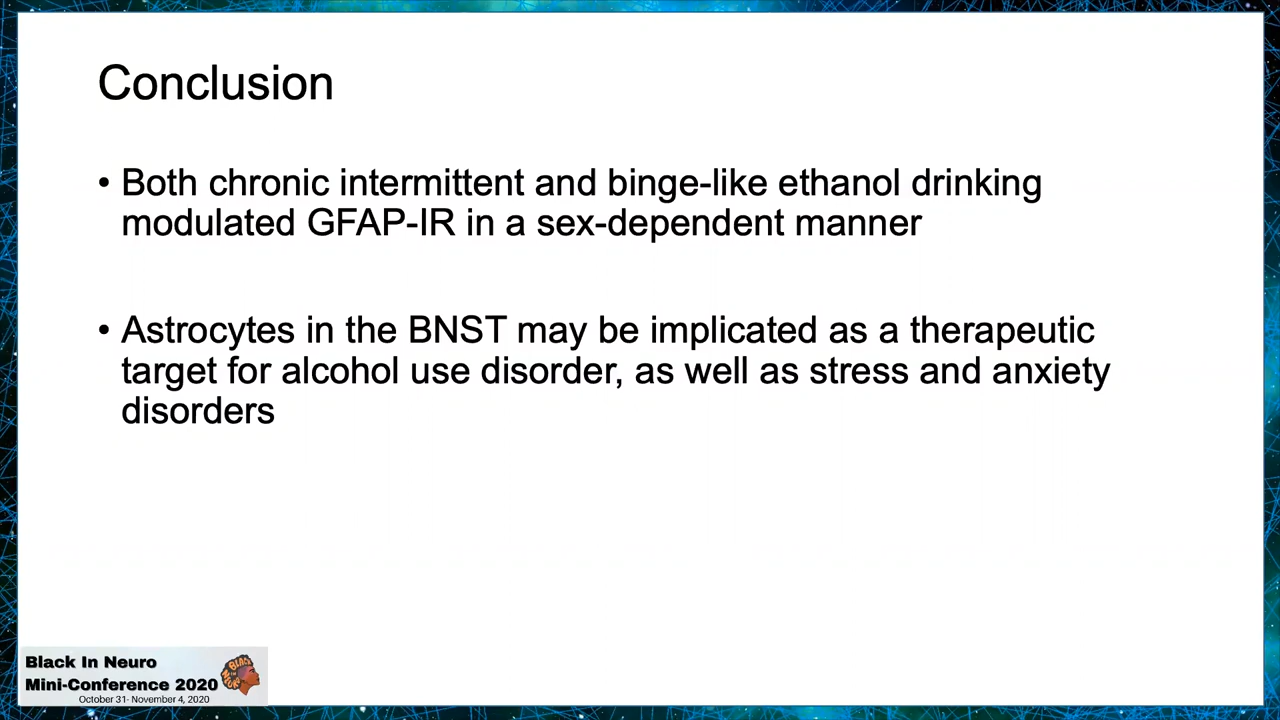 Conclusion
• Both chronic intermittent and binge-like ethanol drinking
modulated GFAP-IR in a sex-dependent manner
• Astrocytes in the BNST may be implicated as a therapeutic
target for alcohol use disorder, as well as stress and anxiety
disorders
Black In Neuro
Mini-Conference 2020
October 31- November 4, 2020